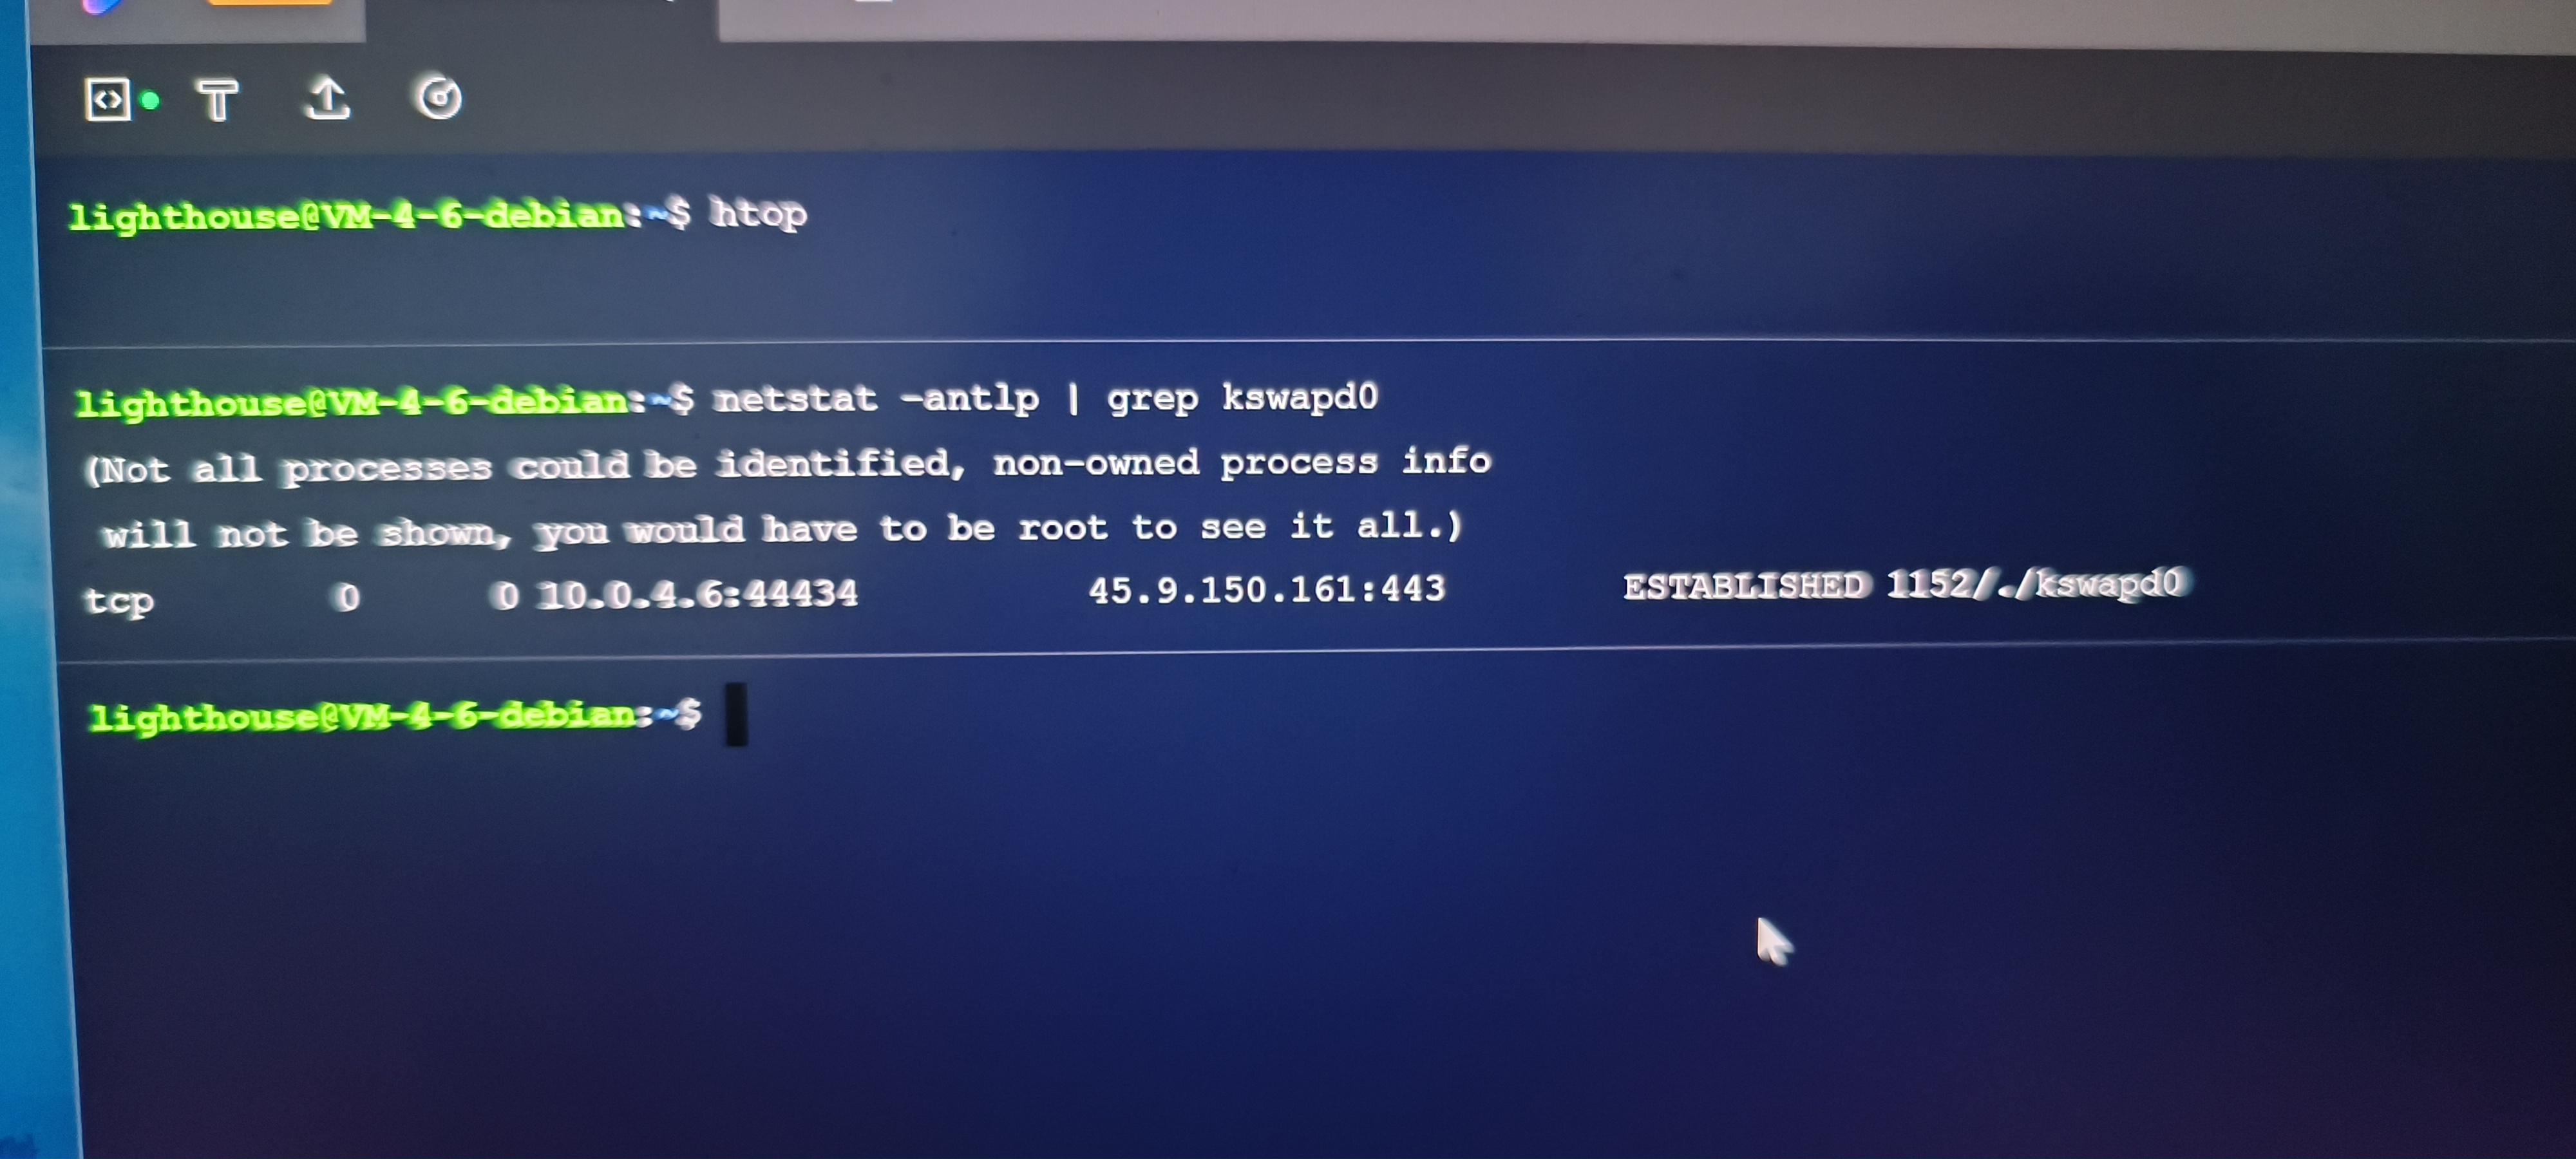 lighthouse@VM-4-6-debian:~$ htop
lighthouse@VM-4-6-debian:~$ netstat -antlp | grep kswapd0
(Not all processes could be identified, non-owned process info
 will not be shown, you would have to be root to see it all.)
tcp        0      0 10.0.4.6:44434          45.9.150.161:443        ESTABLISHED 1152/./kswapd0
lighthouse@VM-4-6-debian:~$